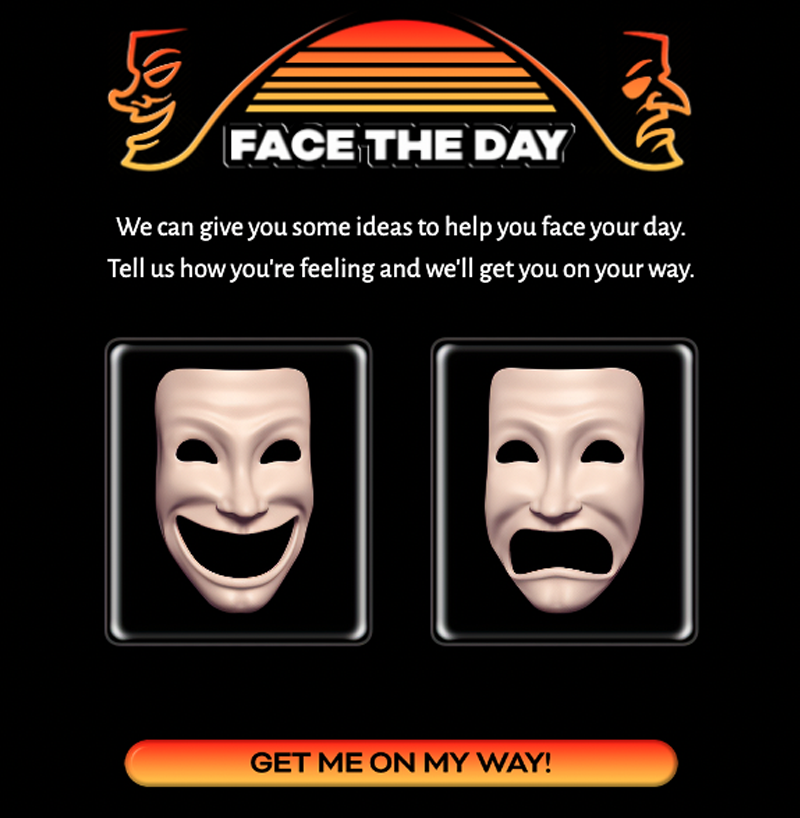 FACE THE DAY
We can give you some ideas to help you face your day.
Tell us how you're feeling and we'll get you on your way.
GET ME ON MY WAY!